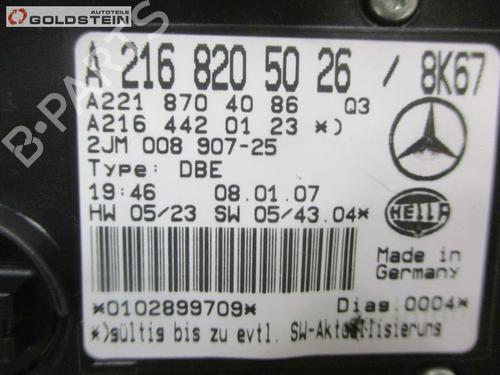 Autoteile
GOLDSTEIN
B-PARTS
A 216 820 50 26 / 8K67
A221 870 40 86 Q3
A216 442 01 23 *)
2JM 008 907-25
Type: DBE
19:46 08.01.07
HW 05/23 SW 05/43.04*
HELLA
Made in
Germany
*0102899709*
Diag 0004*
*)gültig bis zu evtl. SW-Aktualisierung